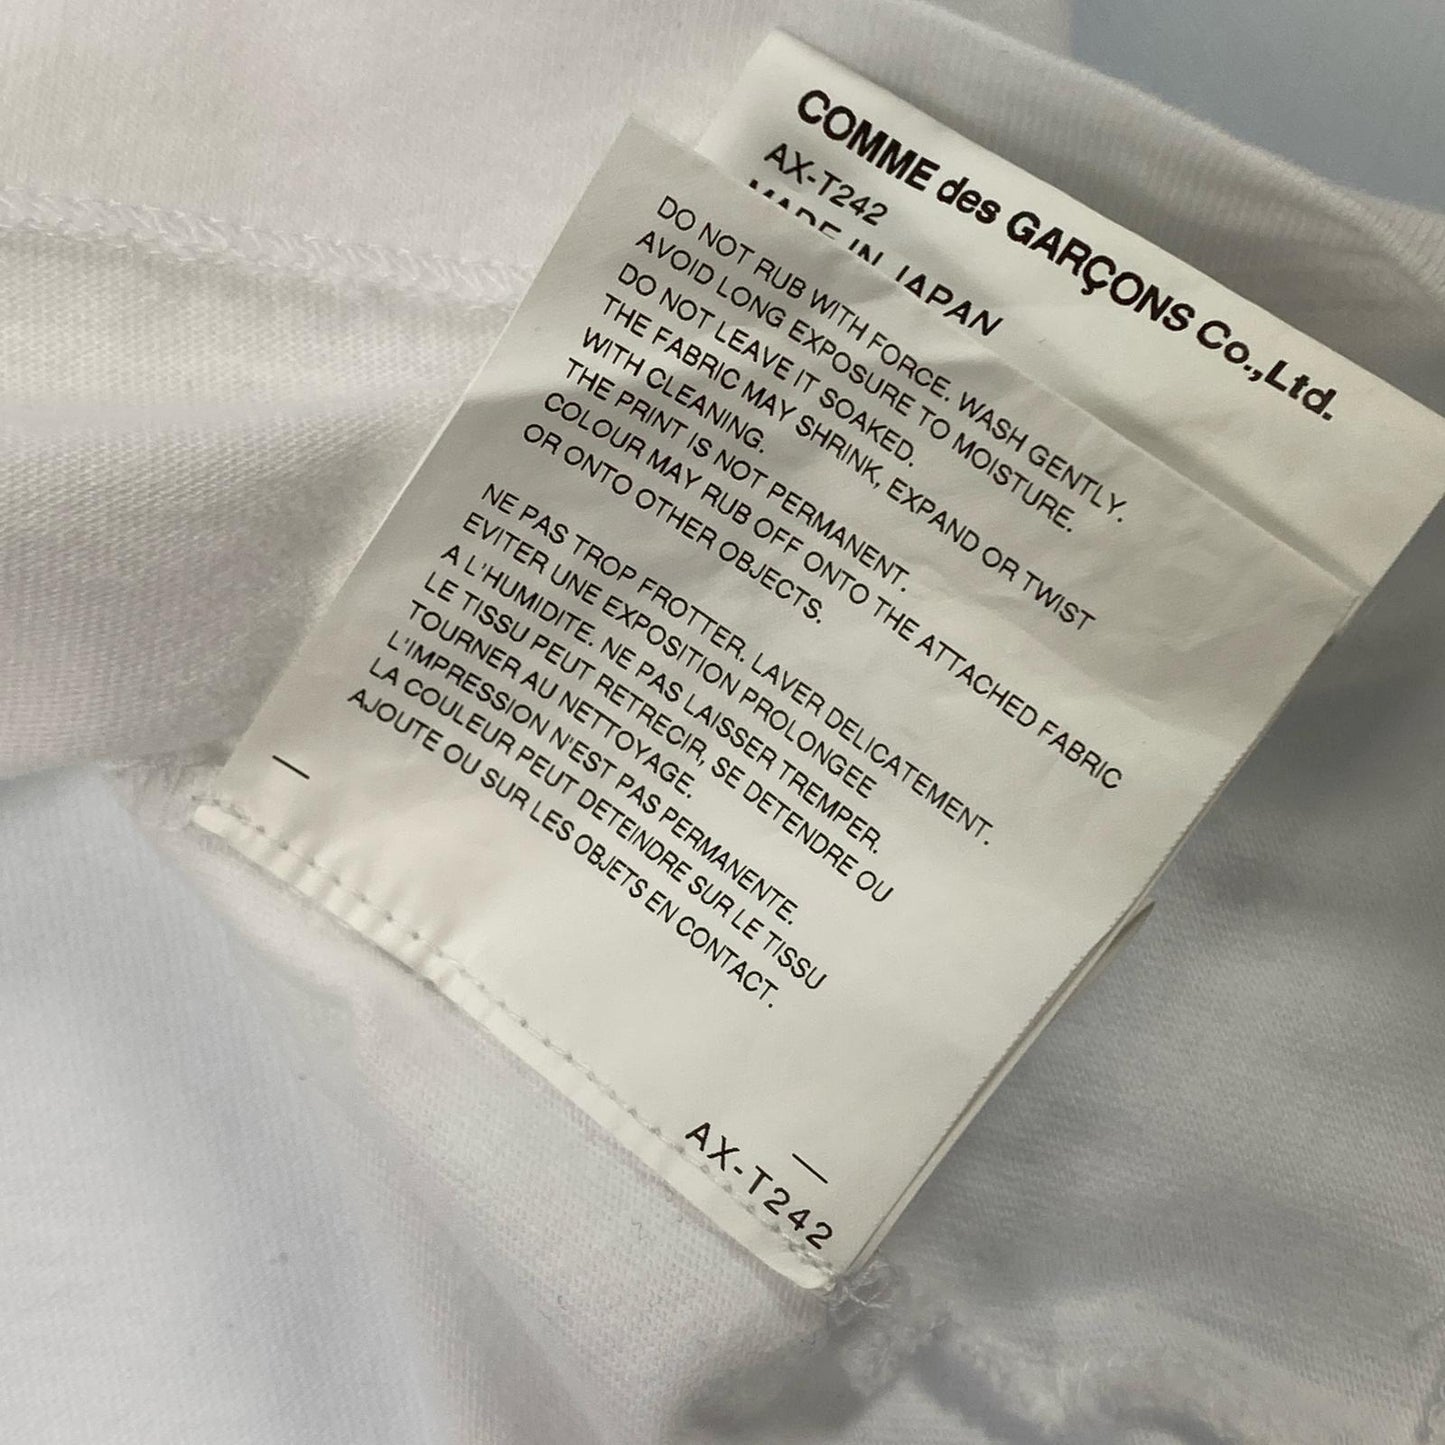 COMME des GARÇONS Co.,Ltd.
AX-T242
MADE IN JAPAN
DO NOT RUB WITH FORCE. WASH GENTLY.
AVOID LONG EXPOSURE TO MOISTURE.
DO NOT LEAVE IT SOAKED.
THE FABRIC MAY SHRINK, EXPAND OR TWIST
WITH CLEANING.
THE PRINT IS NOT PERMANENT.
COLOUR MAY RUB OFF ONTO THE ATTACHED FABRIC
OR ONTO OTHER OBJECTS.
NE PAS TROP FROTTER. LAVER DELICATEMENT.
EVITER UNE EXPOSITION PROLONGEE
A L'HUMIDITE. NE PAS LAISSER TREMPER.
LE TISSU PEUT RETRECIR, SE DETENDRE OU
TOURNER AU NETTOYAGE.
L'IMPRESSION N'EST PAS PERMANENTE.
LA COULEUR PEUT DETEINDRE SUR LE TISSU
AJOUTE OU SUR LES OBJETS EN CONTACT.
AX-T242